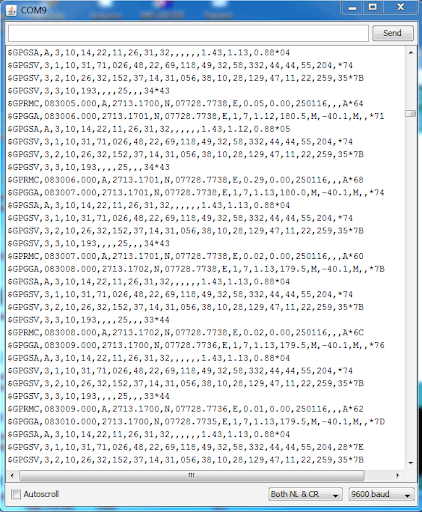 COM9
Send
$GPGSA,A,3,10,14,22,11,26,31,32,,,,,,1.43,1.13,0.88*04
$GPGSV,3,1,10,31,71,026,48,22,69,118,49,32,58,332,44,44,55,204,*74
$GPGSV,3,2,10,26,32,152,37,14,31,056,38,10,28,129,47,11,22,259,35*7B
$GPGSV,3,3,10,193,,,,25,,,34*43
$GPRMC,083005.000,A,2713.1700,N,07728.7738,E,0.05,0.00,250116,,,A*64
$GPGGA,083006.000,2713.1701,N,07728.7738,E,1,7,1.12,180.5,M,-40.1,M,,*71
$GPGSA,A,3,10,14,22,11,26,31,32,,,,,,1.43,1.12,0.88*05
$GPGSV,3,1,10,31,71,026,48,22,69,118,49,32,58,332,44,44,55,204,*74
$GPGSV,3,2,10,26,32,152,37,14,31,056,38,10,28,129,47,11,22,259,35*7B
$GPGSV,3,3,10,193,,,,25,,,34*43
$GPRMC,083006.000,A,2713.1701,N,07728.7738,E,0.29,0.00,250116,,,A*68
$GPGGA,083007.000,2713.1701,N,07728.7738,E,1,7,1.13,180.0,M,-40.1,M,,*74
$GPGSA,A,3,10,14,22,11,26,31,32,,,,,,1.43,1.13,0.88*04
$GPGSV,3,1,10,31,71,026,48,22,69,118,49,32,58,332,44,44,55,204,*74
$GPGSV,3,2,10,26,32,152,37,14,31,056,38,10,28,129,47,11,22,259,35*7B
$GPGSV,3,3,10,193,,,,25,,,34*43
$GPRMC,083007.000,A,2713.1701,N,07728.7738,E,0.02,0.00,250116,,,A*60
$GPGGA,083008.000,2713.1702,N,07728.7738,E,1,7,1.13,179.5,M,-40.1,M,,*7B
$GPGSA,A,3,10,14,22,11,26,31,32,,,,,,1.43,1.13,0.88*04
$GPGSV,3,1,10,31,71,026,48,22,69,118,49,32,58,332,44,44,55,204,*74
$GPGSV,3,2,10,26,32,152,37,14,31,056,38,10,28,129,47,11,22,259,35*7B
$GPGSV,3,3,10,193,,,,25,,,33*44
$GPRMC,083008.000,A,2713.1702,N,07728.7738,E,0.02,0.00,250116,,,A*6C
$GPGGA,083009.000,2713.1700,N,07728.7736,E,1,7,1.13,179.5,M,-40.1,M,,*76
$GPGSA,A,3,10,14,22,11,26,31,32,,,,,,1.43,1.13,0.88*04
$GPGSV,3,1,10,31,71,026,48,22,69,118,49,32,58,332,44,44,55,204,*74
$GPGSV,3,2,10,26,32,152,37,14,31,056,38,10,28,129,47,11,22,259,35*7B
$GPGSV,3,3,10,193,,,,25,,,33*44
$GPRMC,083009.000,A,2713.1700,N,07728.7736,E,0.01,0.00,250116,,,A*62
$GPGGA,083010.000,2713.1700,N,07728.7735,E,1,7,1.13,179.5,M,-40.1,M,,*7D
$GPGSA,A,3,10,14,22,11,26,31,32,,,,,,1.43,1.13,0.88*04
$GPGSV,3,1,10,31,71,026,48,22,69,118,48,32,58,332,44,44,55,204,28*7E
$GPGSV,3,2,10,26,32,152,37,14,31,056,38,10,28,129,47,11,22,259,35*7B
Autoscroll
Both NL & CR
9600 baud